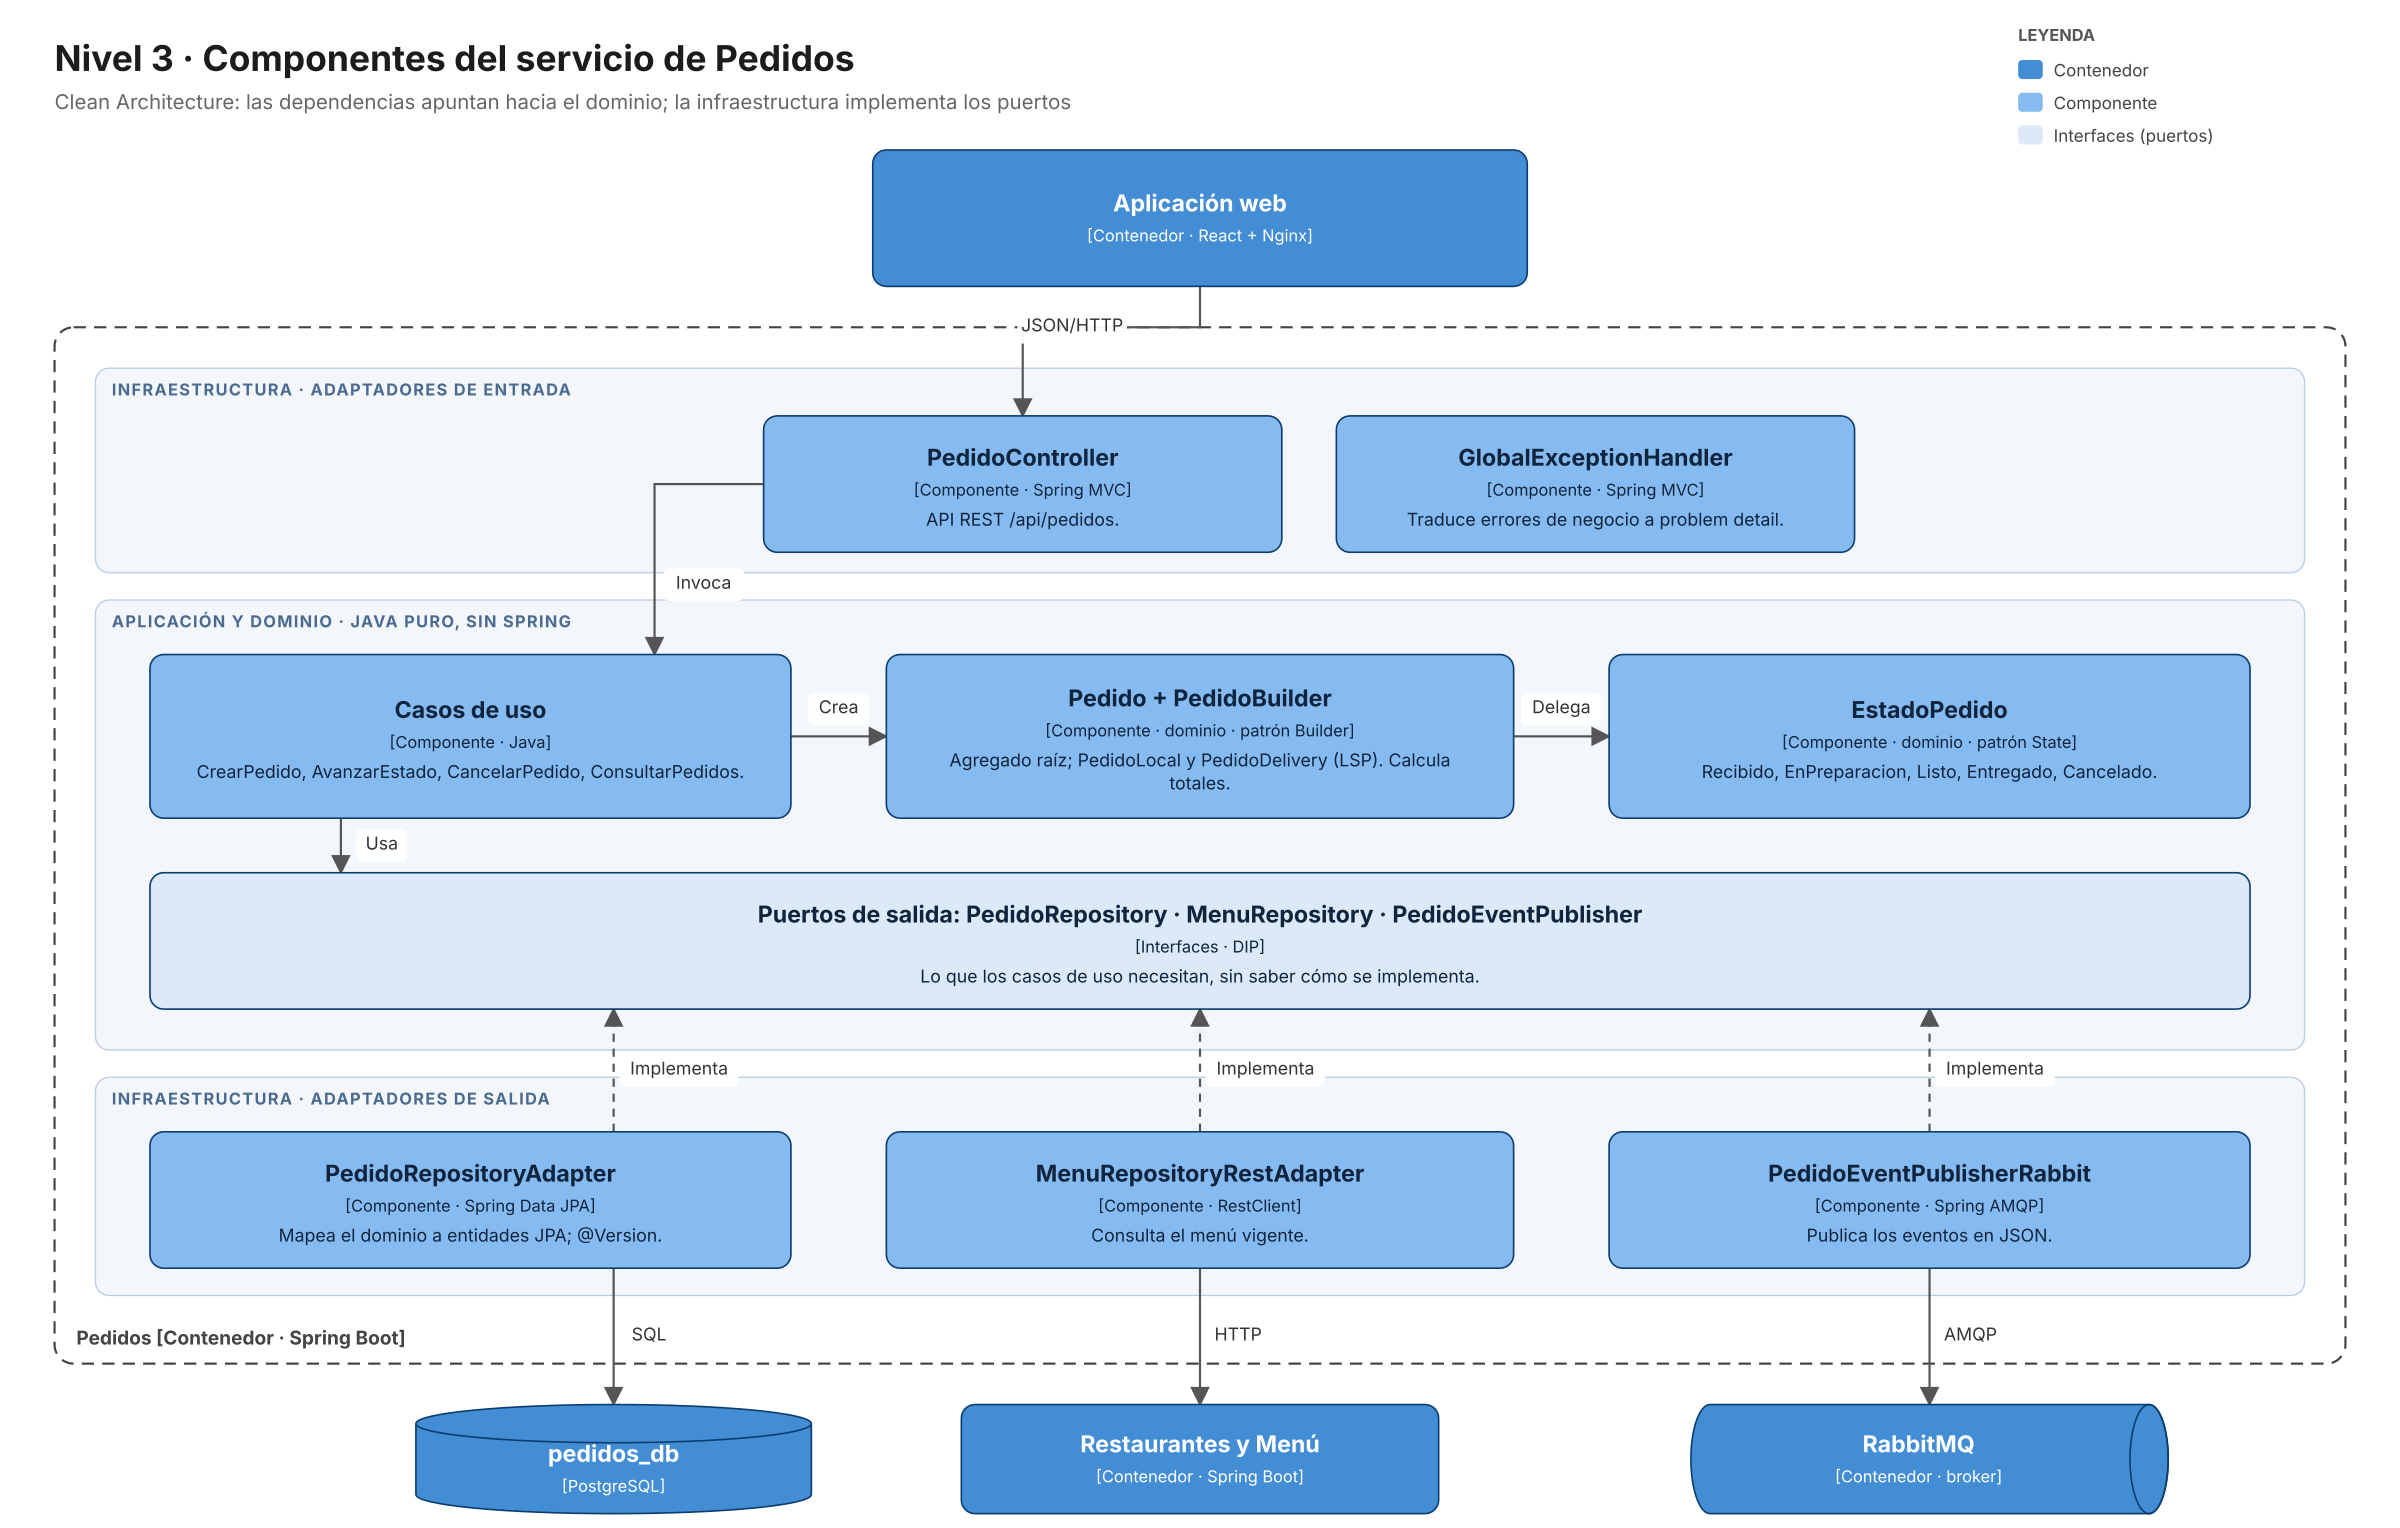 Nivel 3 · Componentes del servicio de Pedidos
Clean Architecture: las dependencias apuntan hacia el dominio; la infraestructura implementa los puertos
LEYENDA
Contenedor
Componente
Interfaces (puertos)
Aplicación web
[Contenedor · React + Nginx]
JSON/HTTP
INFRAESTRUCTURA · ADAPTADORES DE ENTRADA
PedidoController
[Componente · Spring MVC]
API REST /api/pedidos.
GlobalExceptionHandler
[Componente · Spring MVC]
Traduce errores de negocio a problem detail.
Invoca
APLICACIÓN Y DOMINIO · JAVA PURO, SIN SPRING
Casos de uso
[Componente · Java]
CrearPedido, AvanzarEstado, CancelarPedido, ConsultarPedidos.
Crea
Pedido + PedidoBuilder
[Componente · dominio · patrón Builder]
Agregado raíz; PedidoLocal y PedidoDelivery (LSP). Calcula
totales.
Delega
EstadoPedido
[Componente · dominio · patrón State]
Recibido, EnPreparacion, Listo, Entregado, Cancelado.
Usa
Puertos de salida: PedidoRepository · MenuRepository · PedidoEventPublisher
[Interfaces · DIP]
Lo que los casos de uso necesitan, sin saber cómo se implementa.
Implementa
Implementa
Implementa
INFRAESTRUCTURA · ADAPTADORES DE SALIDA
PedidoRepositoryAdapter
[Componente · Spring Data JPA]
Mapea el dominio a entidades JPA; @Version.
MenuRepositoryRestAdapter
[Componente · RestClient]
Consulta el menú vigente.
PedidoEventPublisherRabbit
[Componente · Spring AMQP]
Publica los eventos en JSON.
Pedidos [Contenedor · Spring Boot]
SQL
HTTP
AMQP
pedidos_db
[PostgreSQL]
Restaurantes y Menú
[Contenedor · Spring Boot]
RabbitMQ
[Contenedor · broker]